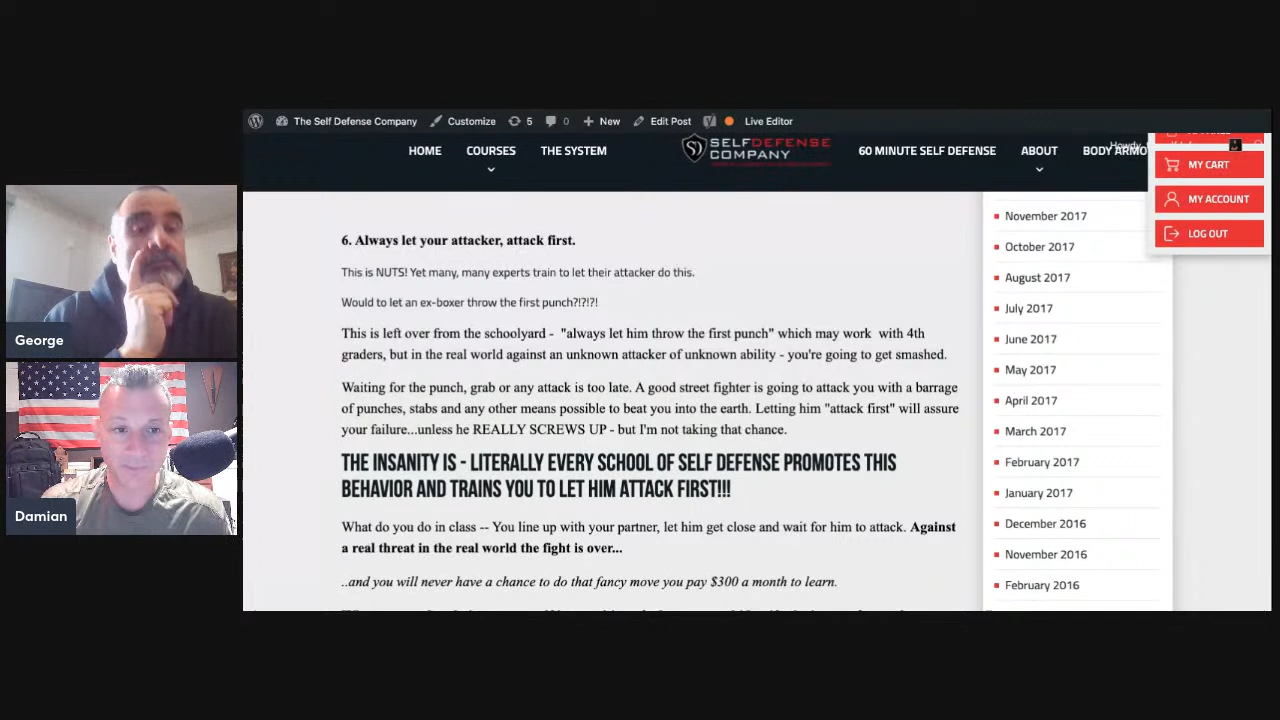 The Self Defense Company Customize 5 0 New Edit Post Live Editor
HOME COURSES THE SYSTEM SELFDEFENSE COMPANY 60 MINUTE SELF DEFENSE ABOUT BODY ARMO
MY CART
MY ACCOUNT
LOG OUT
6. Always let your attacker, attack first.
This is NUTS! Yet many, many experts train to let their attacker do this.
Would to let an ex-boxer throw the first punch?!?!?!
This is left over from the schoolyard - "always let him throw the first punch" which may work with 4th
graders, but in the real world against an unknown attacker of unknown ability - you're going to get smashed.
Waiting for the punch, grab or any attack is too late. A good street fighter is going to attack you with a barrage
of punches, stabs and any other means possible to beat you into the earth. Letting him "attack first" will assure
your failure...unless he REALLY SCREWS UP - but I'm not taking that chance.
THE INSANITY IS - LITERALLY EVERY SCHOOL OF SELF DEFENSE PROMOTES THIS
BEHAVIOR AND TRAINS YOU TO LET HIM ATTACK FIRST!!!
What do you do in class -- You line up with your partner, let him get close and wait for him to attack. Against
a real threat in the real world the fight is over...
..and you will never have a chance to do that fancy move you pay $300 a month to learn.
November 2017
October 2017
August 2017
July 2017
June 2017
May 2017
April 2017
March 2017
February 2017
January 2017
December 2016
November 2016
February 2016
George
Damian